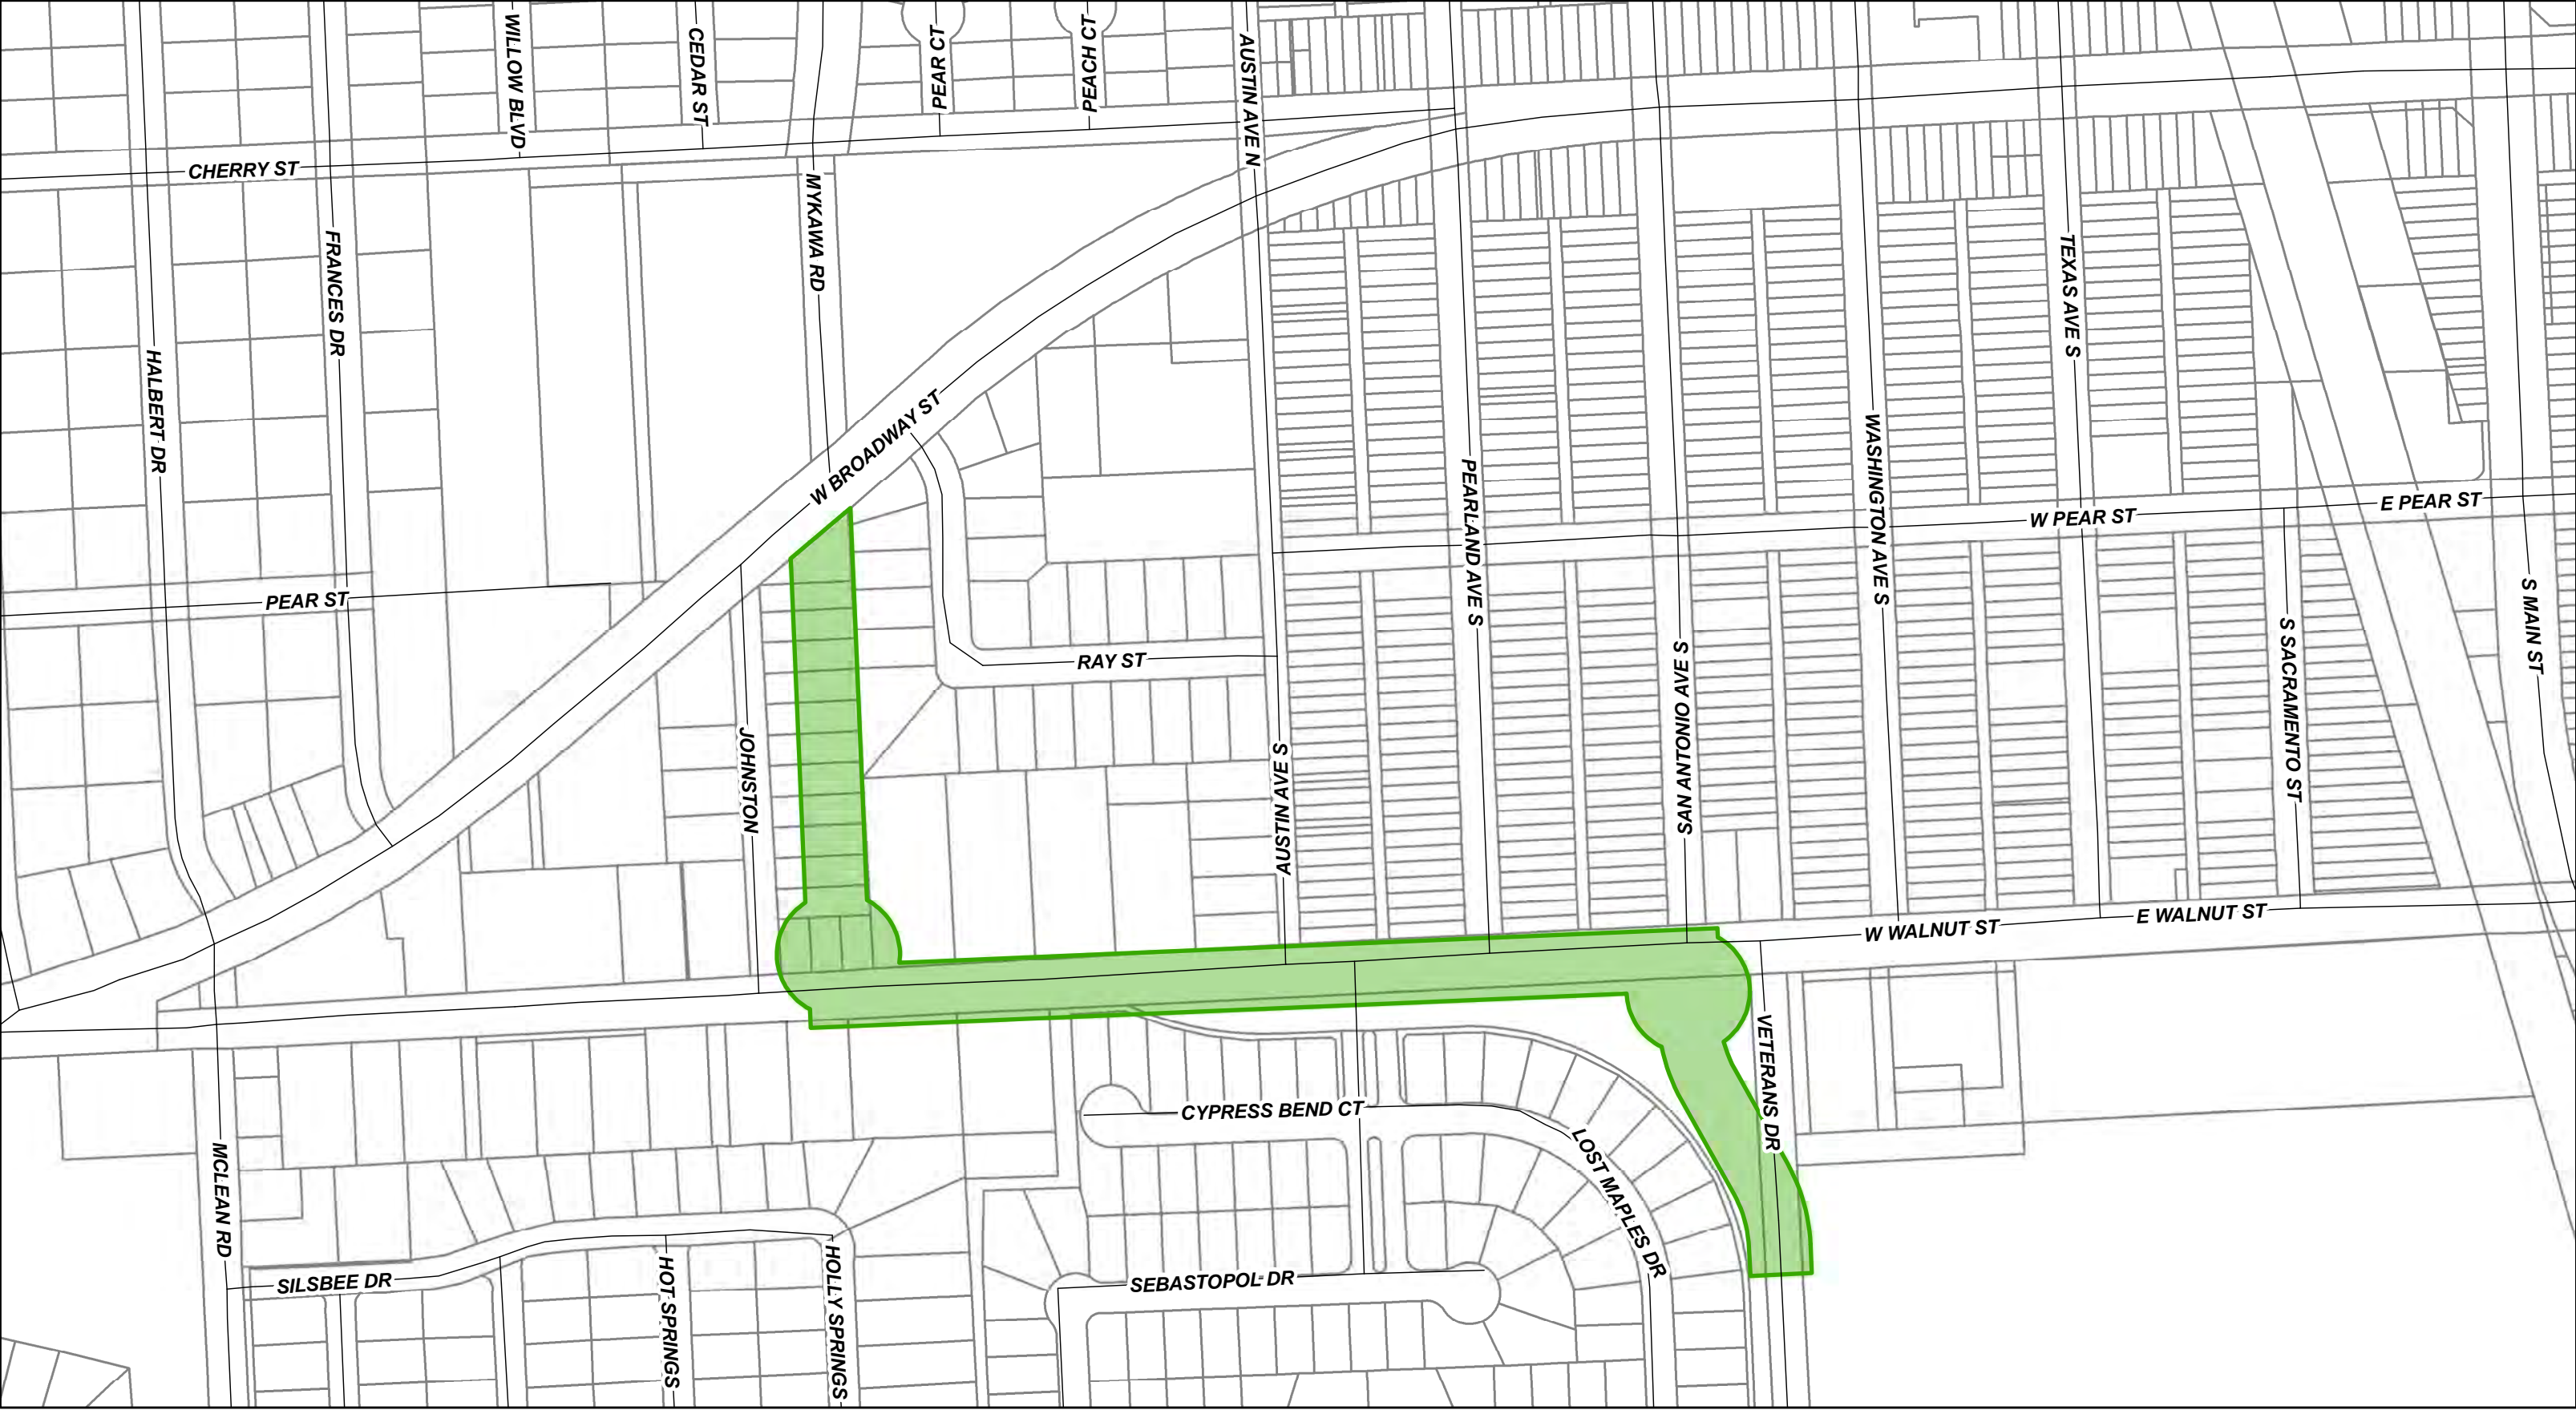 WILLOW BLVD
CEDAR ST
PEAR CT
PEACH CT
AUSTIN AVE N
CHERRY ST
MYKAWA RD
FRANCES DR
TEXAS AVE S
HALBERT DR
W BROADWAY ST
WASHINGTON AVE S
PEARLAND AVE S
W PEAR ST
E PEAR ST
PEAR ST
S MAIN ST
RAY ST
SAN ANTONIO AVE S
S SACRAMENTO ST
JOHNSTON
AUSTIN AVE S
W WALNUT ST
E WALNUT ST
VETERANS DR
CYPRESS BEND CT
LOST MAPLES DR
MCLEAN RD
SILSBEE DR
HOT SPRINGS
HOLLY SPRINGS
SEBASTOPOL DR